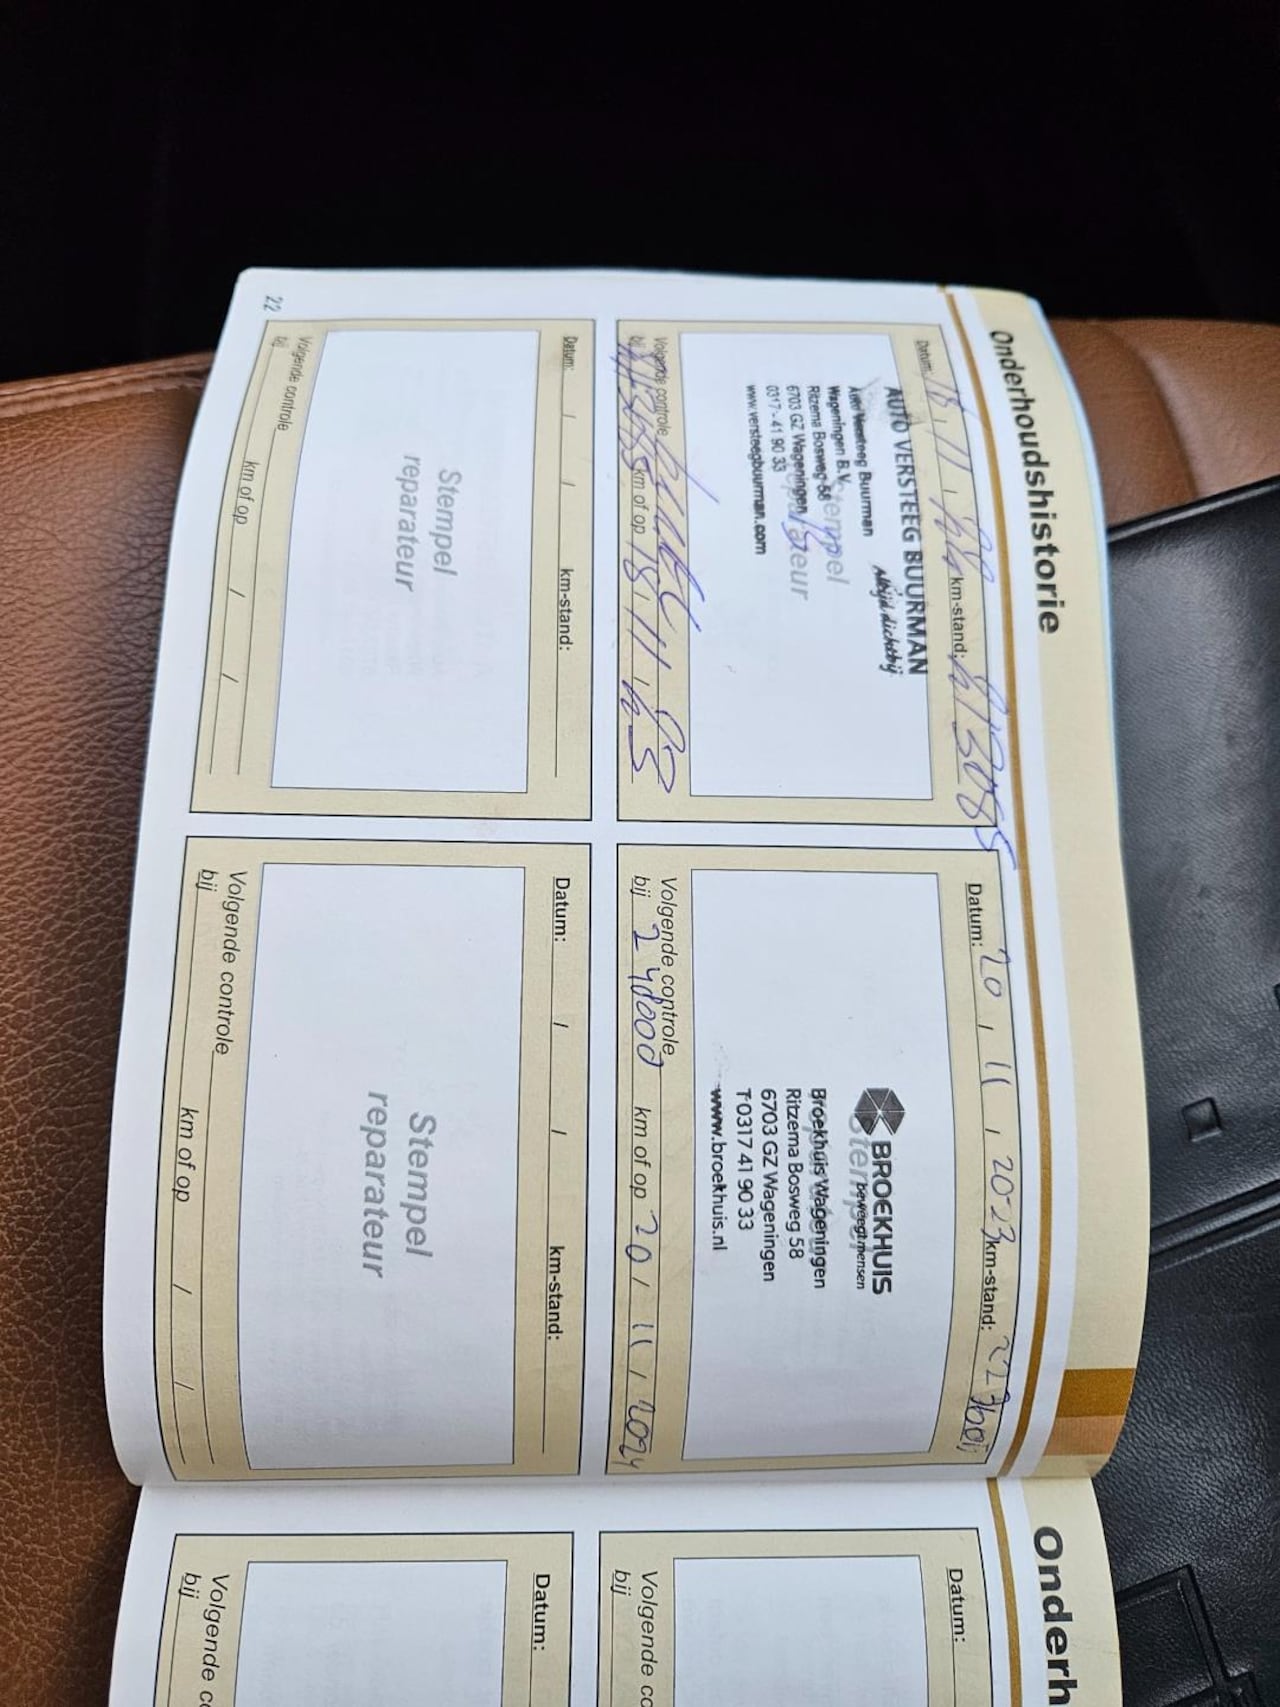 Onderhoudshistorie
Datum: 18 / 11 / 22 km-stand: 213085
AUTO VERSTEEG BUURMAN
Altijd dichtbij
Auto Versteeg Buurman
Wageningen B.V.
Ritzema Bosweg 58
6703 GZ Wageningen
0317 - 41 90 33
www.versteegbuurman.com
Stempel
reparateur
Volgende controle
bij km of op 18 / 11 / 23
Datum: 20 / 11 / 2023 km-stand:
BROEKHUIS
beweegt mensen
Stempel
Broekhuis Wageningen
Ritzema Bosweg 58
6703 GZ Wageningen
T 0317 41 90 33
www.broekhuis.nl
Volgende controle
bij 24000 km of op 20 / 11 / 2024
Datum: / / km-stand:
Stempel
reparateur
Volgende controle
bij km of op / /
Datum: / / km-stand:
Stempel
reparateur
Volgende controle
bij km of op / /
22
Onderh
Datum:
Volgende co
bij
Datum:
Volgende co
bij